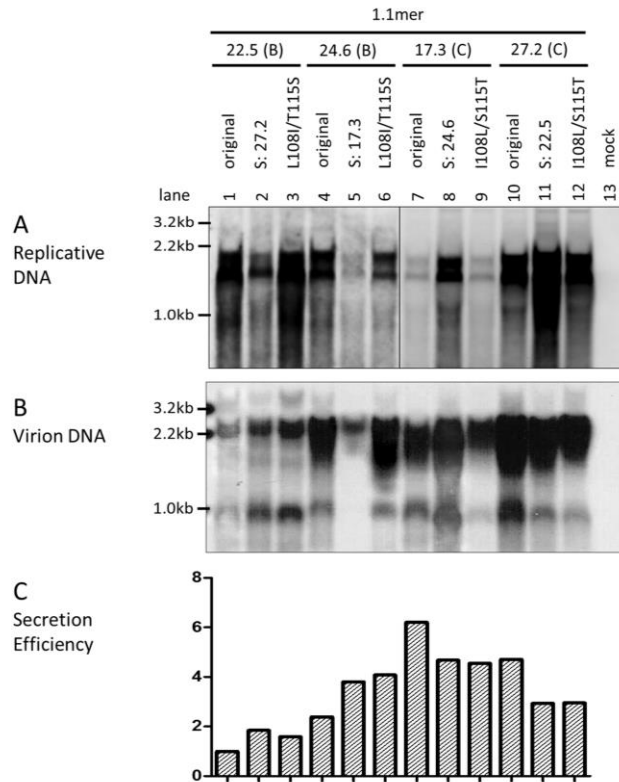 1.1mer
22.5 (B) 24.6 (B) 17.3 (C) 27.2 (C)
original S: 27.2 L108I/T115S original S: 17.3 L108I/T115S original S: 24.6 I108L/S115T original S: 22.5 I108L/S115T mock
lane 1 2 3 4 5 6 7 8 9 10 11 12 13
A
Replicative
DNA
3.2kb
2.2kb
1.0kb
B
Virion DNA
3.2kb
2.2kb
1.0kb
C
Secretion
Efficiency
8
6
4
2
0